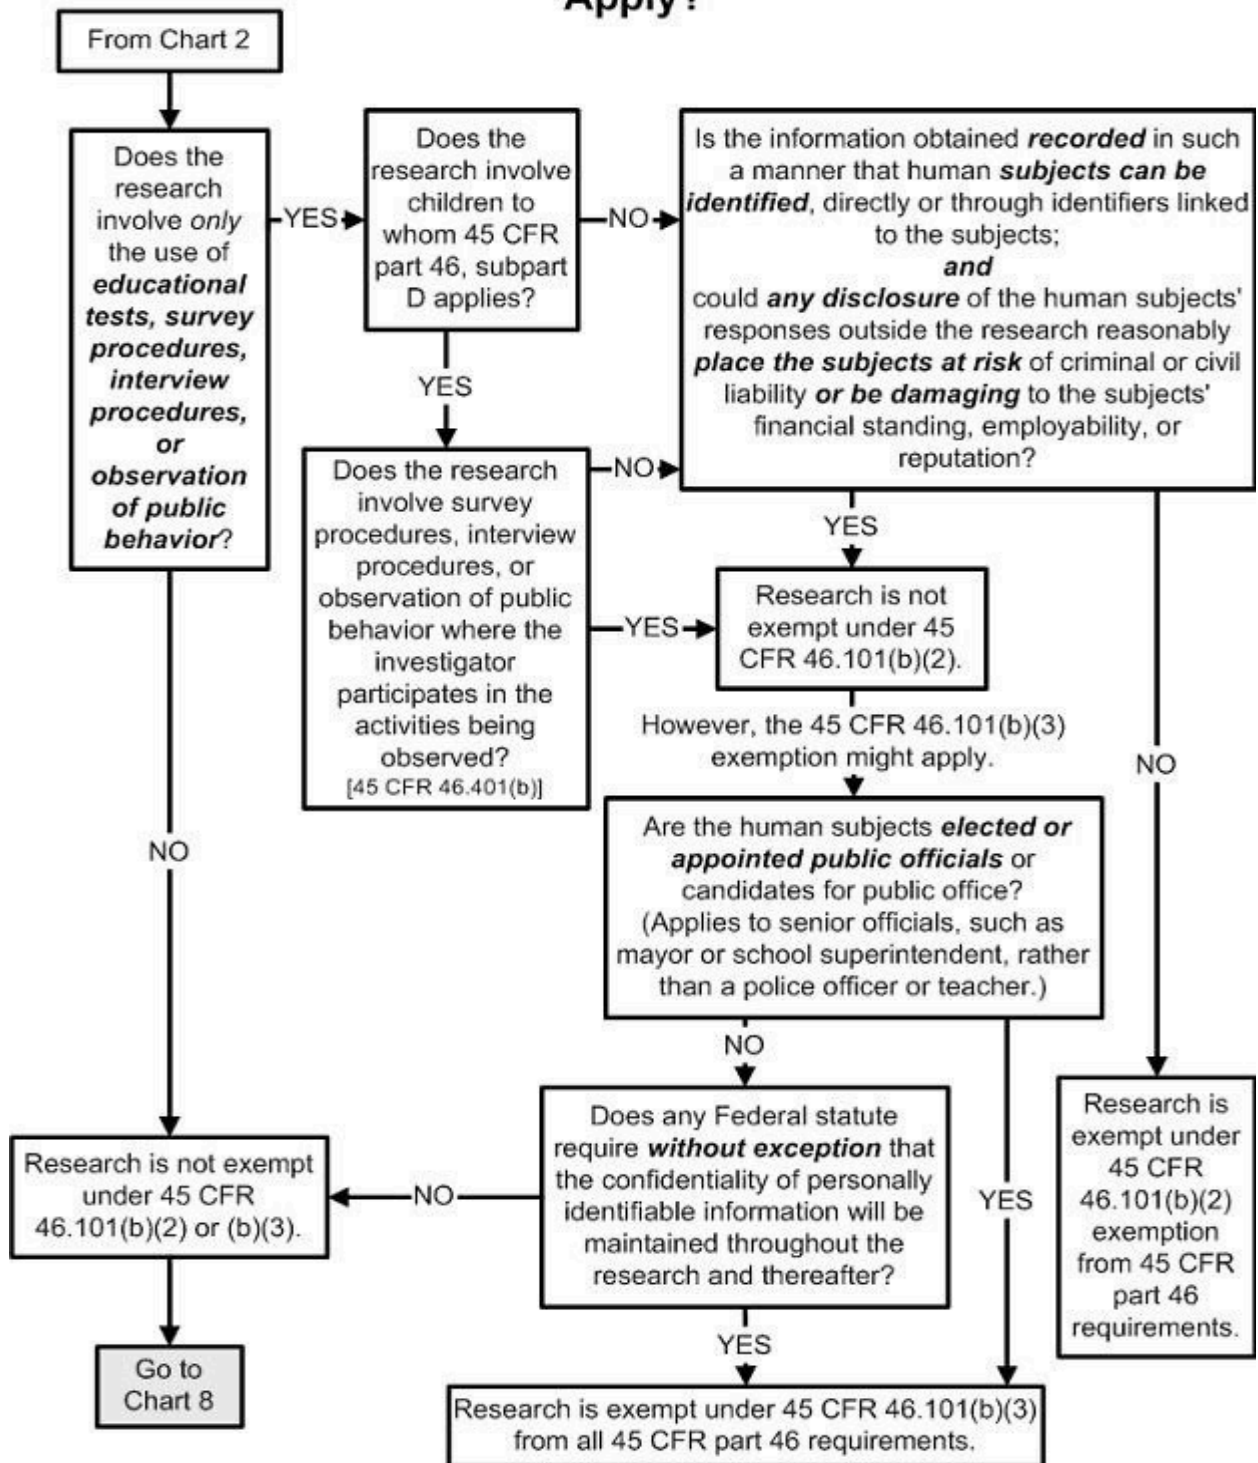 Apply?
From Chart 2
Does the
research
involve only
the use of
educational
tests, survey
procedures,
interview
procedures,
or
observation
of public
behavior?
YES
Does the
research involve
children to
whom 45 CFR
part 46, subpart
D applies?
NO
Is the information obtained recorded in such
a manner that human subjects can be
identified, directly or through identifiers linked
to the subjects;
and
could any disclosure of the human subjects'
responses outside the research reasonably
place the subjects at risk of criminal or civil
liability or be damaging to the subjects'
financial standing, employability, or
reputation?
YES
Does the research
involve survey
procedures, interview
procedures, or
observation of public
behavior where the
investigator
participates in the
activities being
observed?
[45 CFR 46.401(b)]
NO
YES
YES
Research is not
exempt under 45
CFR 46.101(b)(2).
However, the 45 CFR 46.101(b)(3)
exemption might apply.
NO
Are the human subjects elected or
appointed public officials or
candidates for public office?
(Applies to senior officials, such as
mayor or school superintendent, rather
than a police officer or teacher.)
NO
NO
Does any Federal statute
require without exception that
the confidentiality of personally
identifiable information will be
maintained throughout the
research and thereafter?
YES
Research is
exempt under
45 CFR
46.101(b)(2)
exemption
from 45 CFR
part 46
requirements.
Research is not exempt
under 45 CFR
46.101(b)(2) or (b)(3).
NO
YES
Go to
Chart 8
Research is exempt under 45 CFR 46.101(b)(3)
from all 45 CFR part 46 requirements.